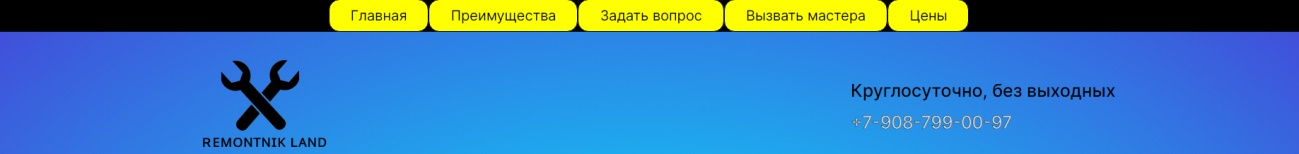 Главная Преимущества Задать вопрос Вызвать мастера Цены
Круглосуточно, без выходных
+7-908-799-00-97
REMONTNIK LAND